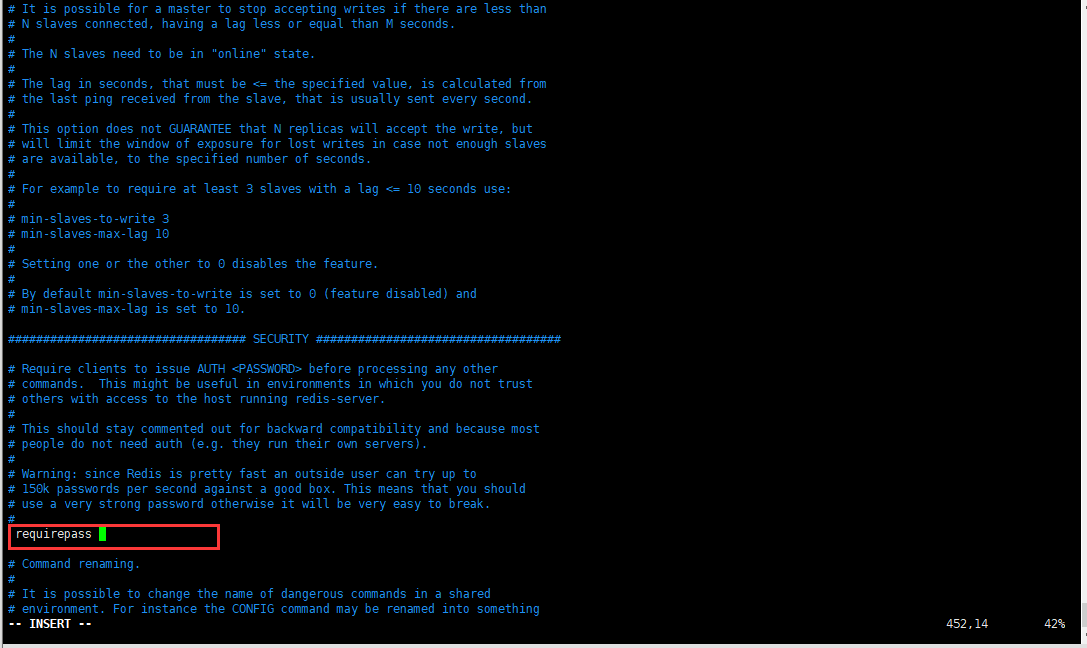 # It is possible for a master to stop accepting writes if there are less than
# N slaves connected, having a lag less or equal than M seconds.
#
# The N slaves need to be in "online" state.
#
# The lag in seconds, that must be <= the specified value, is calculated from
# the last ping received from the slave, that is usually sent every second.
#
# This option does not GUARANTEE that N replicas will accept the write, but
# will limit the window of exposure for lost writes in case not enough slaves
# are available, to the specified number of seconds.
#
# For example to require at least 3 slaves with a lag <= 10 seconds use:
#
# min-slaves-to-write 3
# min-slaves-max-lag 10
#
# Setting one or the other to 0 disables the feature.
#
# By default min-slaves-to-write is set to 0 (feature disabled) and
# min-slaves-max-lag is set to 10.
################################## SECURITY ###################################
# Require clients to issue AUTH <PASSWORD> before processing any other
# commands.  This might be useful in environments in which you do not trust
# others with access to the host running redis-server.
#
# This should stay commented out for backward compatibility and because most
# people do not need auth (e.g. they run their own servers).
#
# Warning: since Redis is pretty fast an outside user can try up to
# 150k passwords per second against a good box. This means that you should
# use a very strong password otherwise it will be very easy to break.
#
requirepass
# Command renaming.
#
# It is possible to change the name of dangerous commands in a shared
# environment. For instance the CONFIG command may be renamed into something
-- INSERT -- 452,14 42%